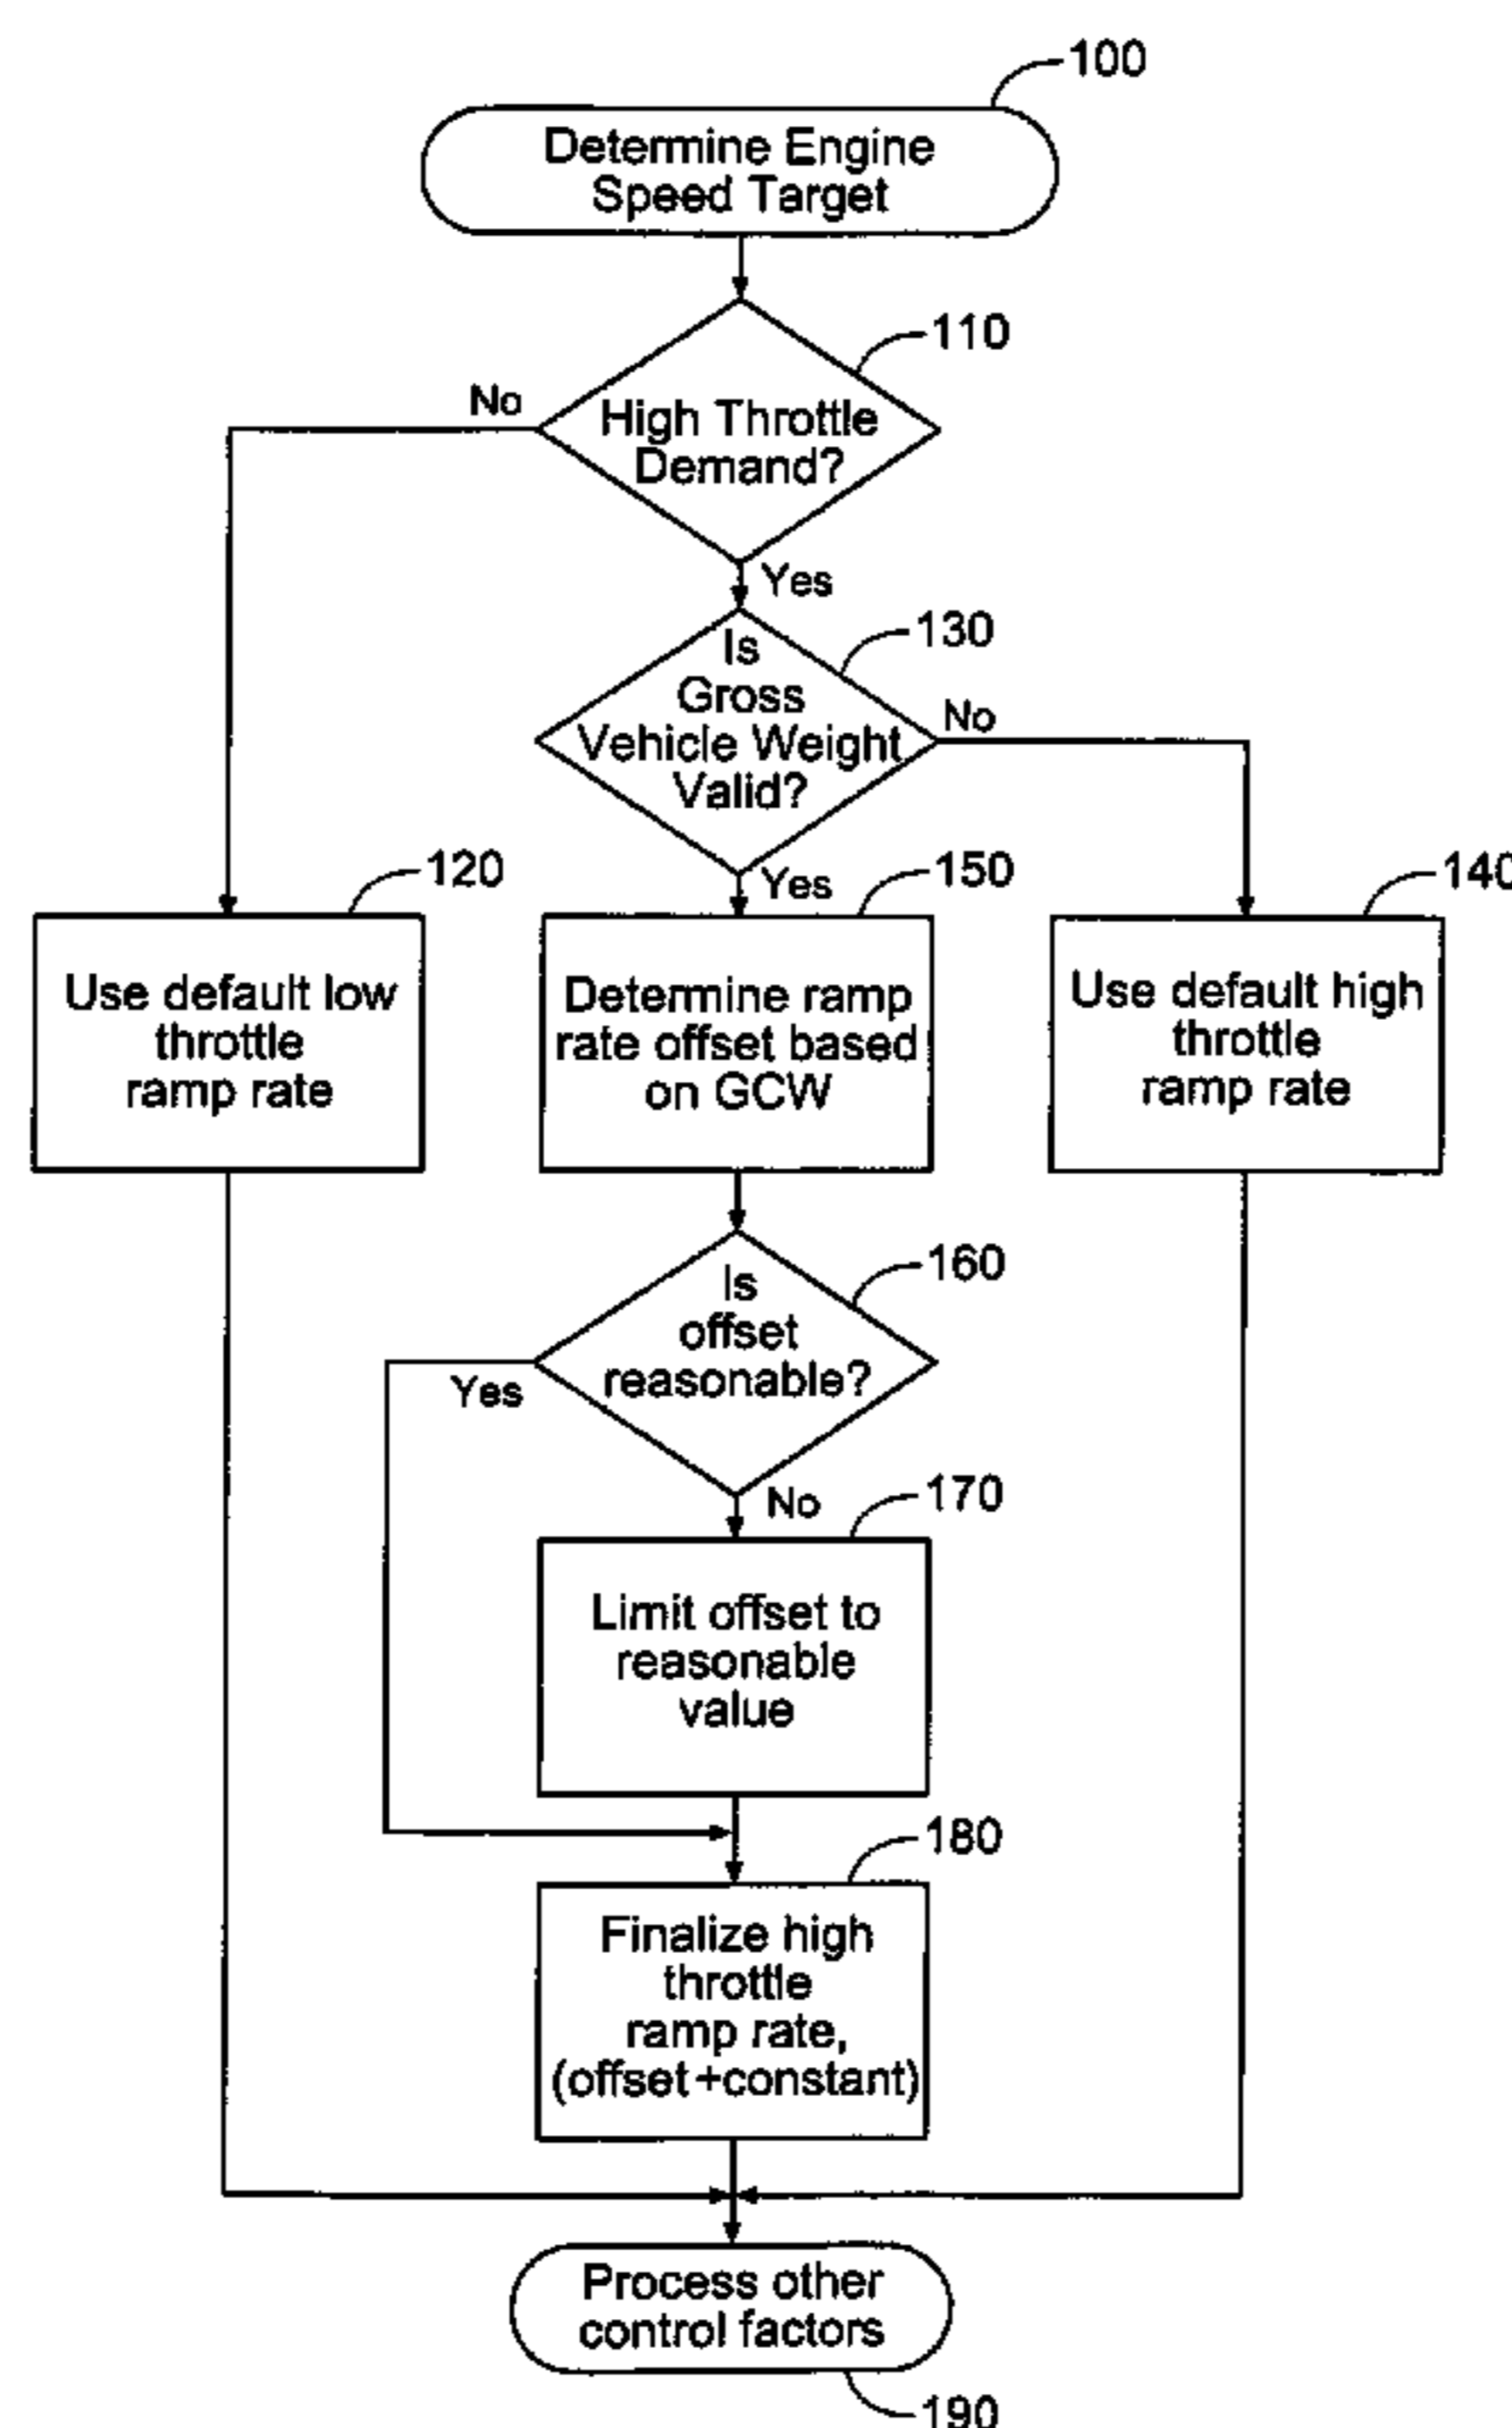 100
Determine Engine
Speed Target
110
No
High Throttle
Demand?
Yes
130
Is
Gross
Vehicle Weight
Valid?
No
120
Yes
150
140
Use default low
throttle
ramp rate
Determine ramp
rate offset based
on GCW
Use default high
throttle
ramp rate
160
Is
offset
reasonable?
Yes
No
170
Limit offset to
reasonable
value
180
Finalize high
throttle
ramp rate,
(offset+constant)
Process other
control factors
190